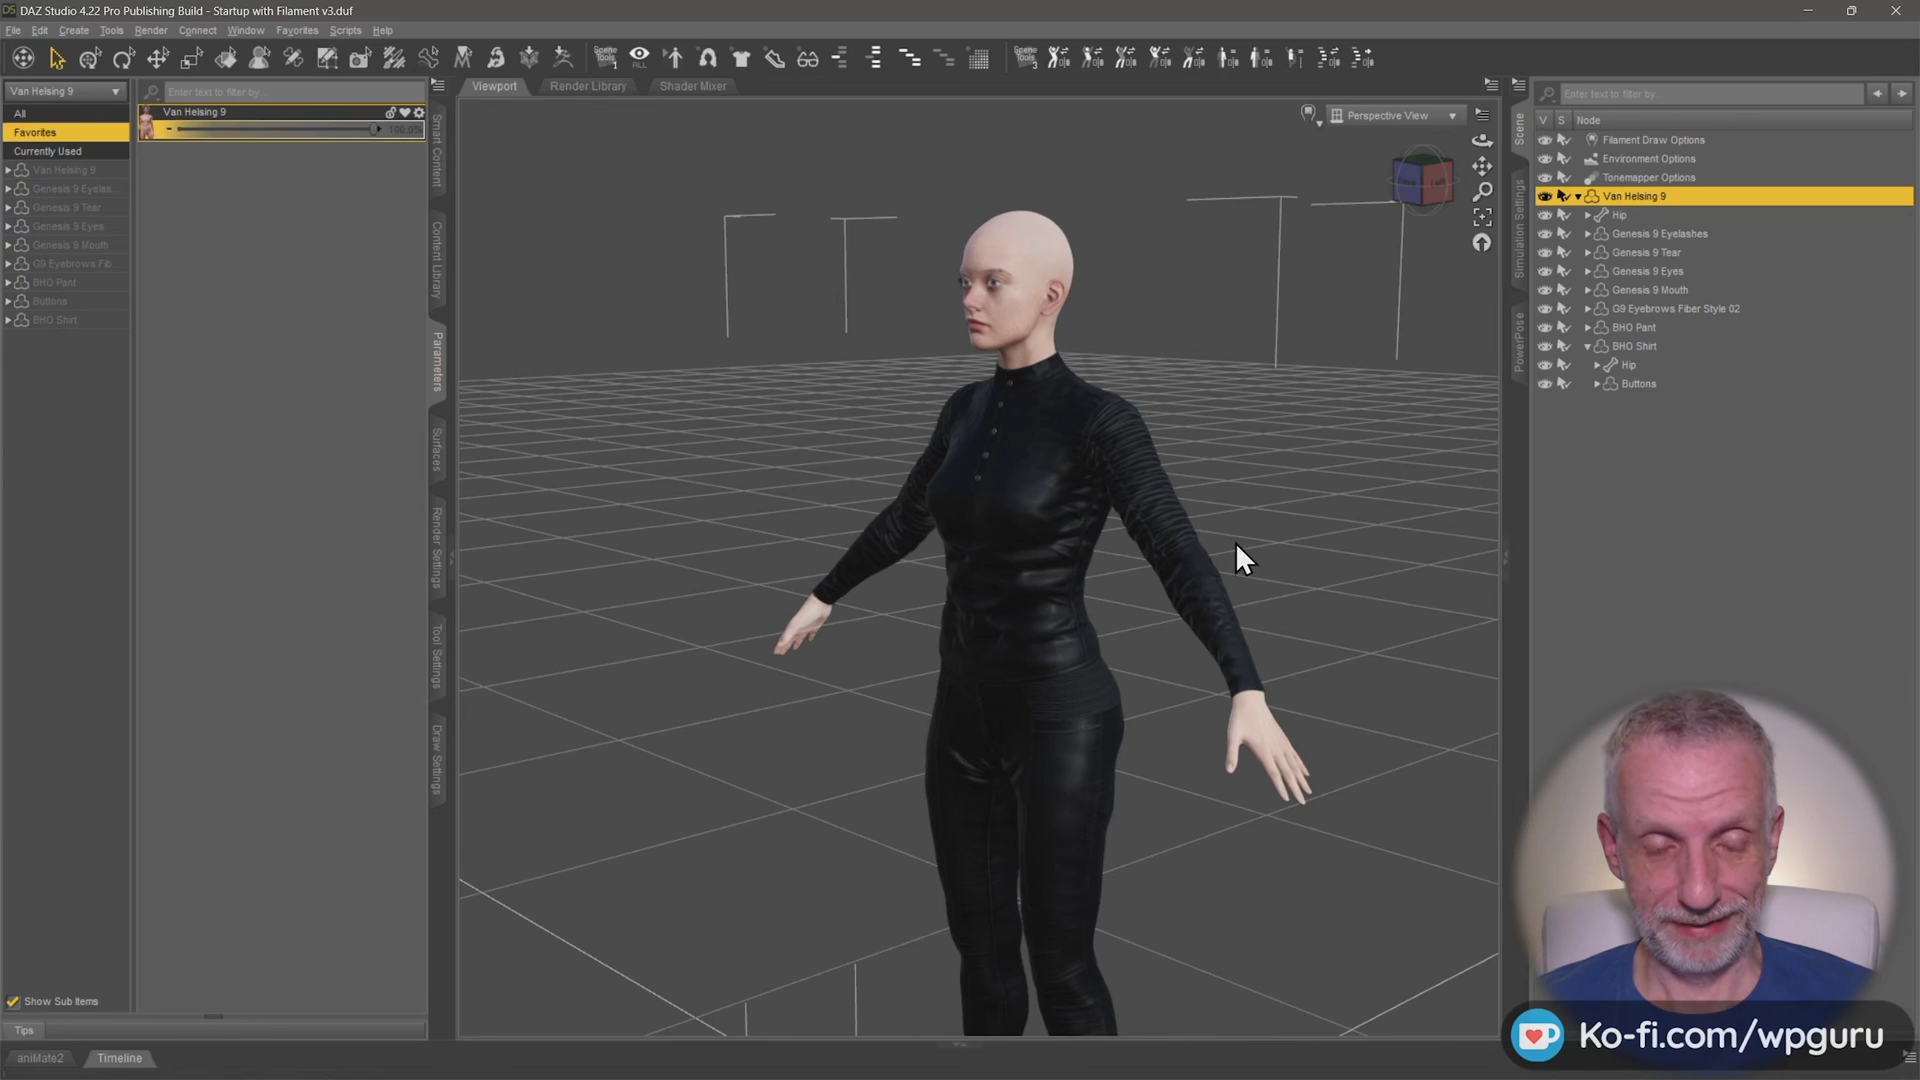 DAZ Studio 4.22 Pro Publishing Build - Startup with Filament v3.duf
File Edit Create Tools Render Connect Window Favorites Scripts Help
Scene Tools 1
ALL
Scene Tools 3
Van Helsing 9
Enter text to filter by...
All
Favorites
Currently Used
Van Helsing 9
Genesis 9 Eyelas...
Genesis 9 Tear
Genesis 9 Eyes
Genesis 9 Mouth
G9 Eyebrows Fib...
BHO Pant
Buttons
BHO Shirt
Van Helsing 9
100.0%
Show Sub Items
Tips
aniMate2
Timeline
Smart Content
Content Library
Parameters
Surfaces
Render Settings
Tool Settings
Draw Settings
Viewport
Render Library
Shader Mixer
Perspective View
Left
Scene
Simulation Settings
PowerPose
Enter text to filter by...
V S Node
Filament Draw Options
Environment Options
Tonemapper Options
Van Helsing 9
Hip
Genesis 9 Eyelashes
Genesis 9 Tear
Genesis 9 Eyes
Genesis 9 Mouth
G9 Eyebrows Fiber Style 02
BHO Pant
BHO Shirt
Hip
Buttons
Ko-fi.com/wpguru